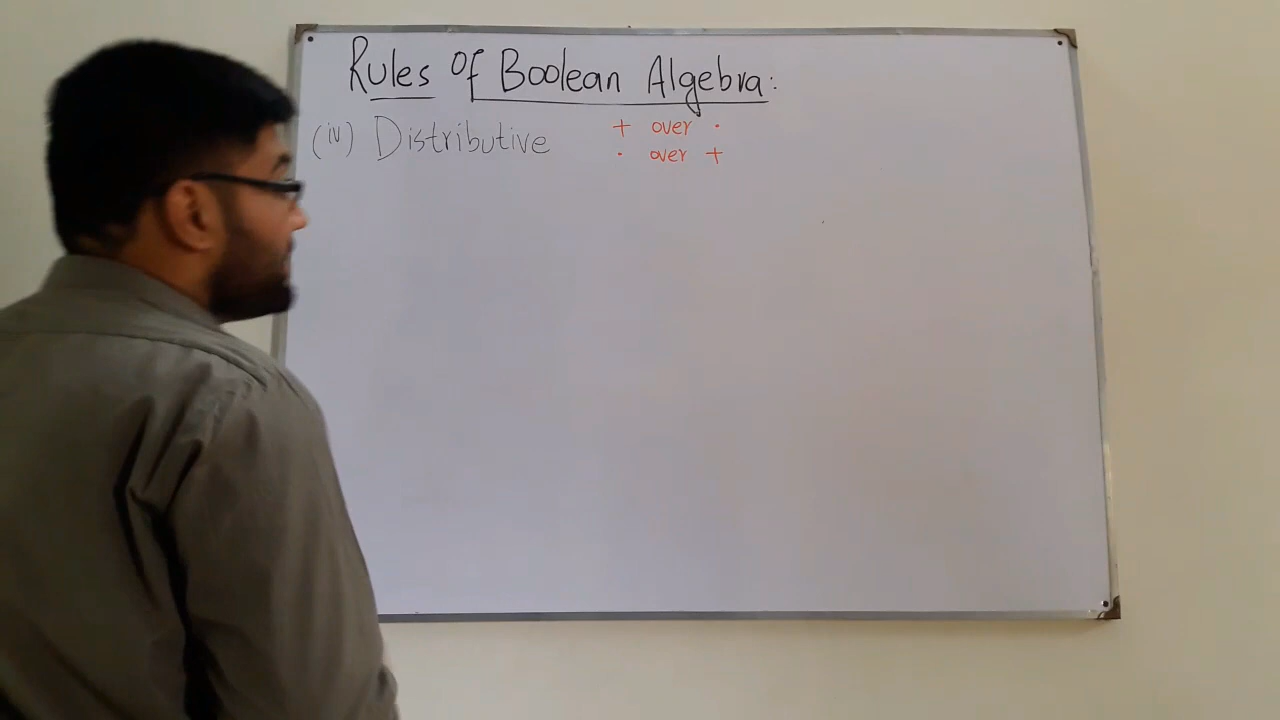 Rules Of Boolean Algebra:
(iv) Distributive
+ over ·
· over +